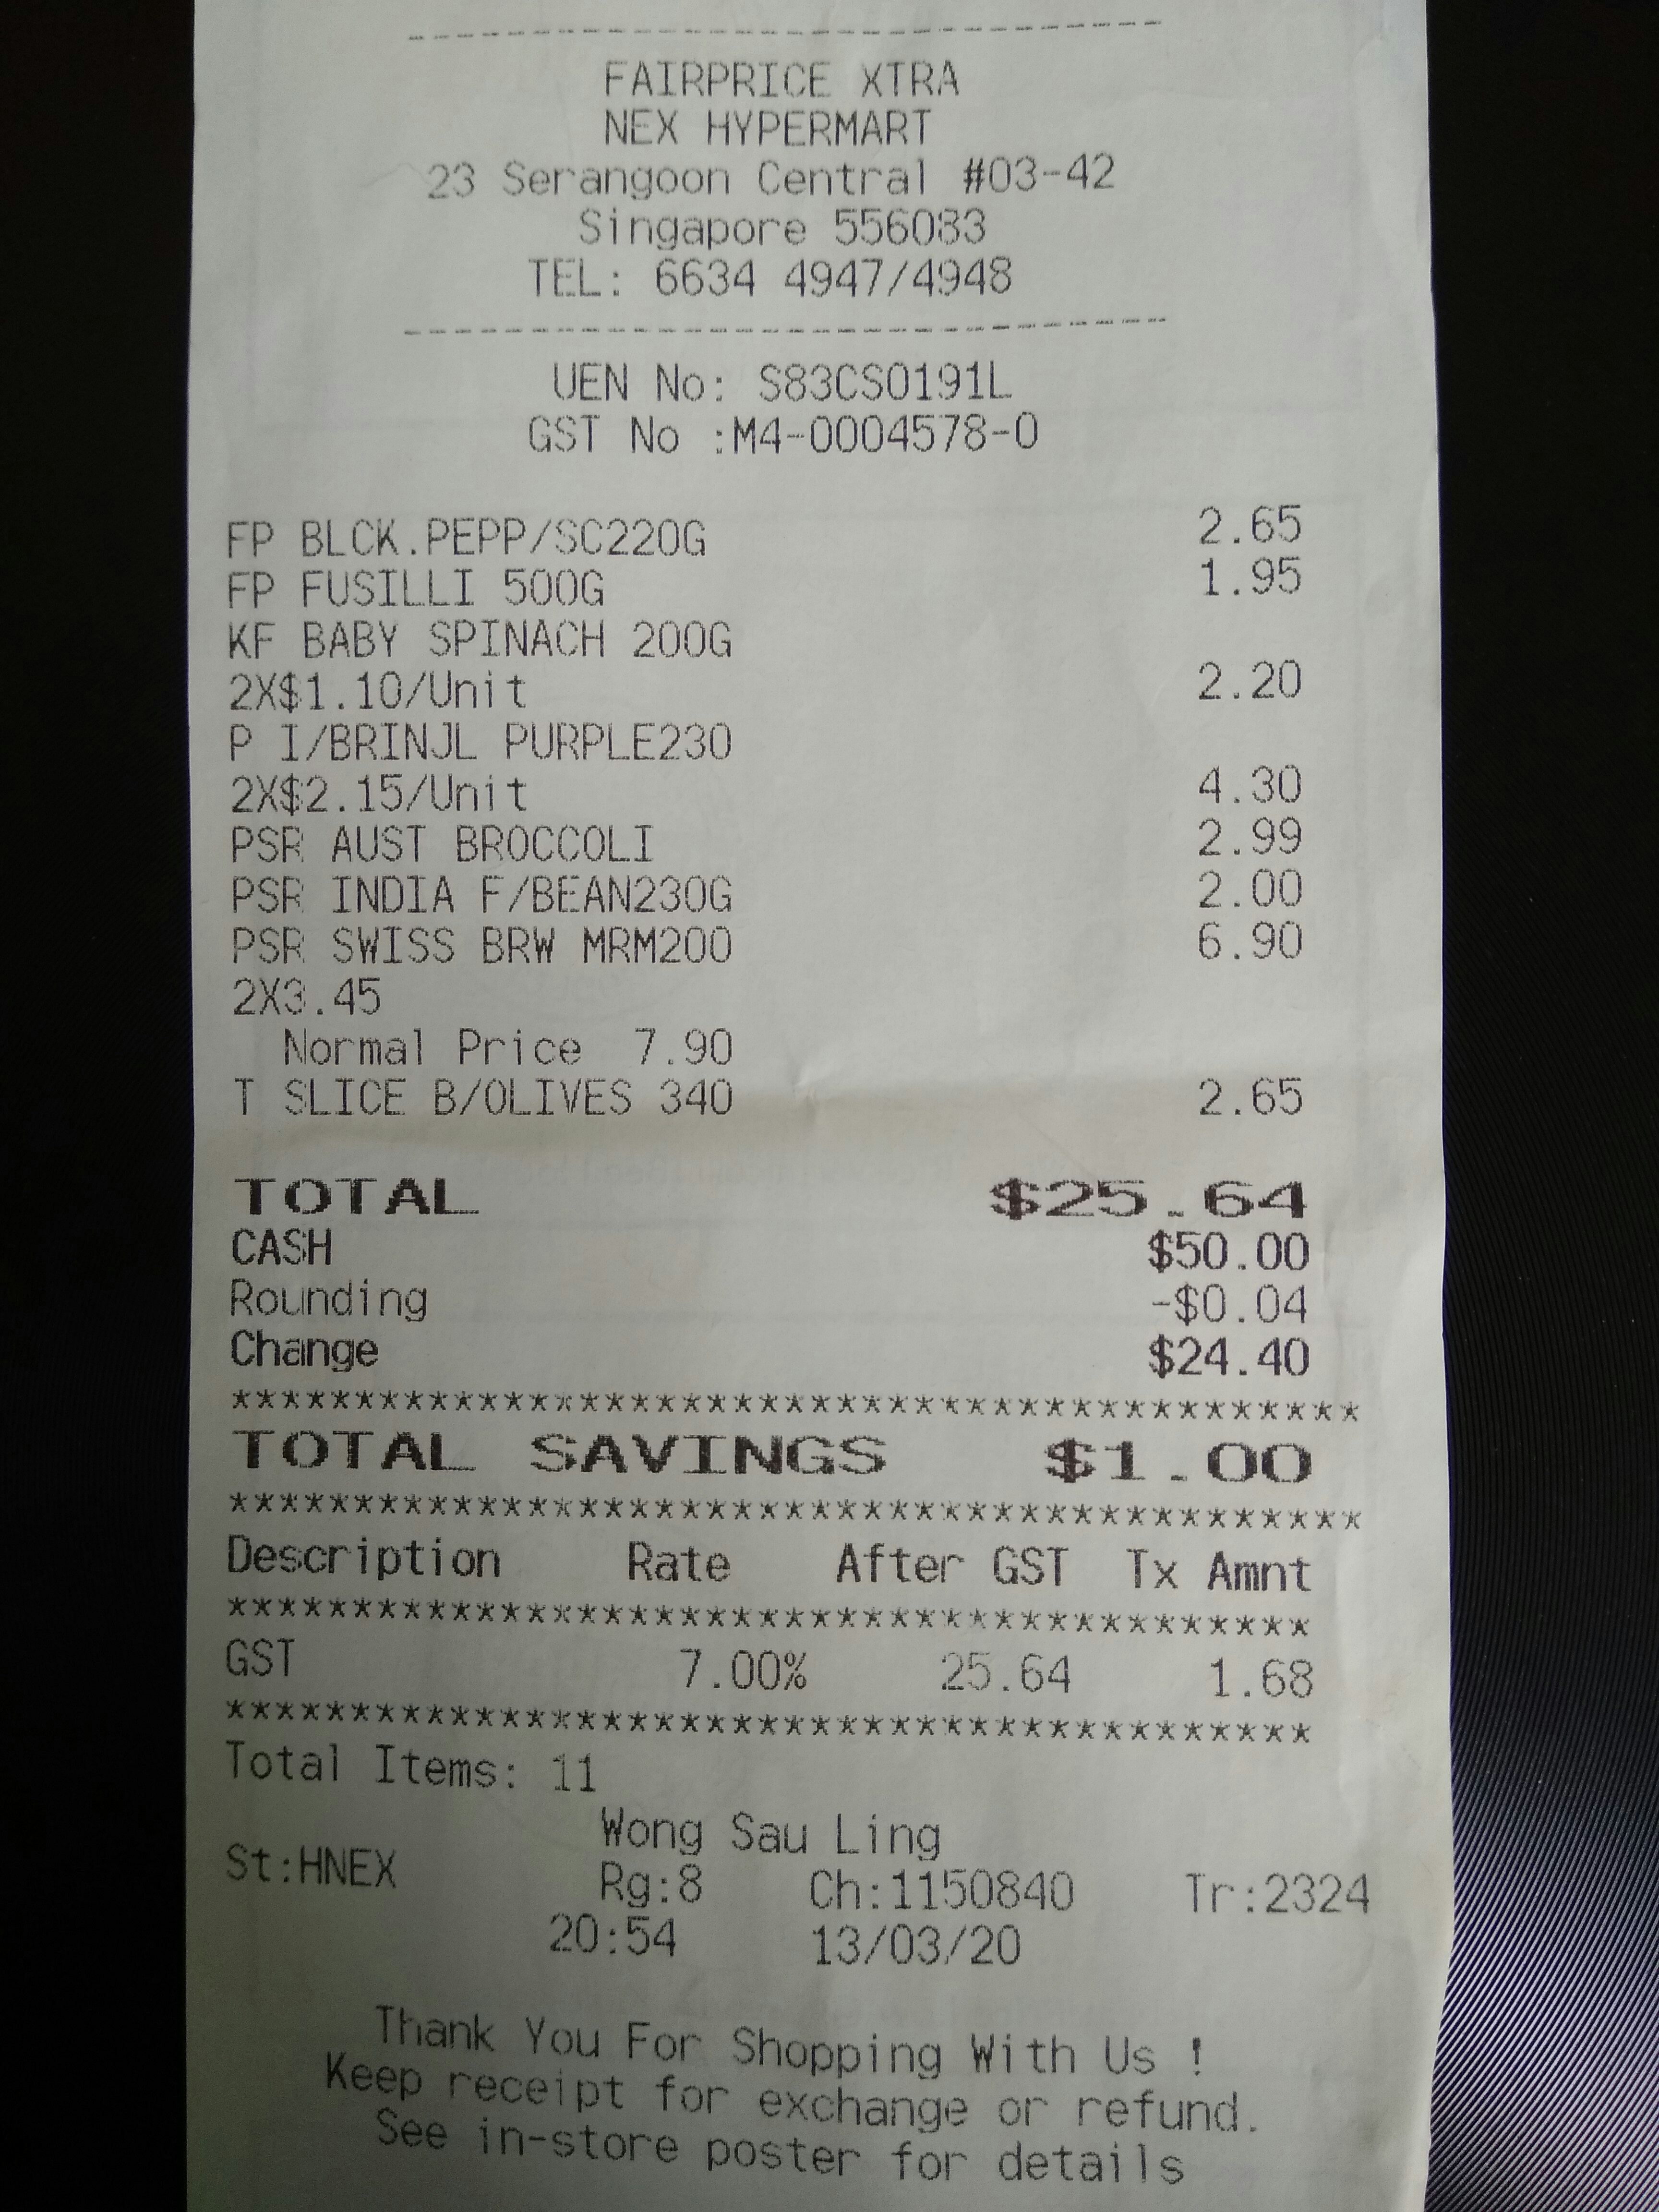 FAIRPRICE XTRA
NEX HYPERMART
23 Serangoon Central #03-42
Singapore 556083
TEL: 6634 4947/4948
UEN No: S83CS0191L
GST No :M4-0004578-0
FP BLCK.PEPP/SC220G 2.65
FP FUSILLI 500G 1.95
KF BABY SPINACH 200G
2X$1.10/Unit 2.20
P I/BRINJL PURPLE230
2X$2.15/Unit 4.30
PSR AUST BROCCOLI 2.99
PSR INDIA F/BEAN230G 2.00
PSR SWISS BRW MRM200 6.90
2X3.45
Normal Price 7.90
T SLICE B/OLIVES 340 2.65
TOTAL $25.64
CASH $50.00
Rounding -$0.04
Change $24.40
****************************************
TOTAL SAVINGS $1.00
****************************************
Description Rate After GST Tx Amnt
****************************************
GST 7.00% 25.64 1.68
****************************************
Total Items: 11
Wong Sau Ling
St:HNEX Rg:8 Ch:1150840 Tr:2324
20:54 13/03/20
Thank You For Shopping With Us !
Keep receipt for exchange or refund.
See in-store poster for details